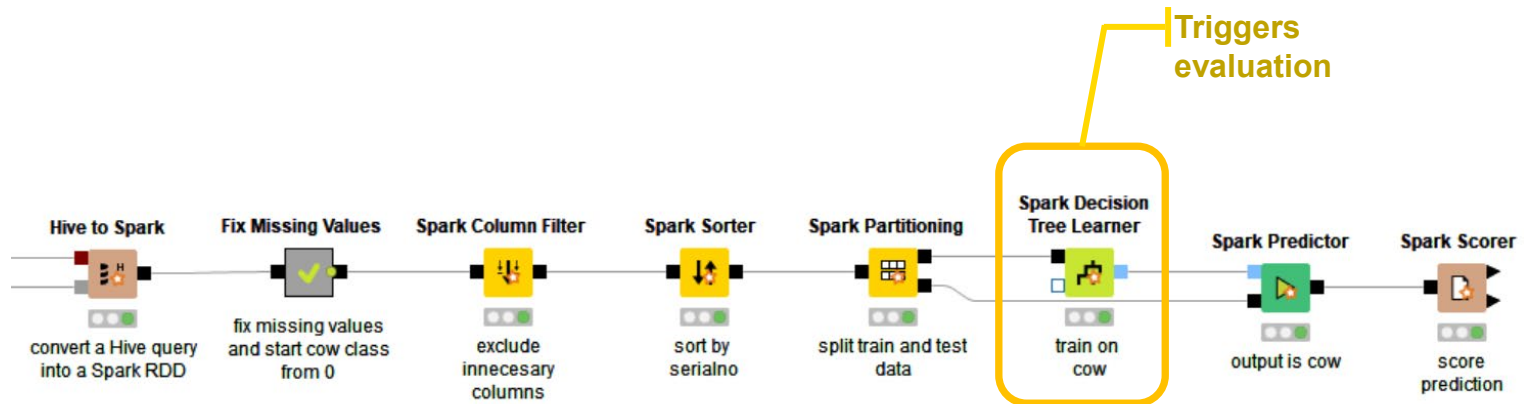 Triggers
evaluation
Hive to Spark
H
convert a Hive query
into a Spark RDD
Fix Missing Values
fix missing values
and start cow class
from 0
Spark Column Filter
exclude
innecesary
columns
Spark Sorter
sort by
serialno
Spark Partitioning
split train and test
data
Spark Decision
Tree Learner
train on
cow
Spark Predictor
output is cow
Spark Scorer
score
prediction